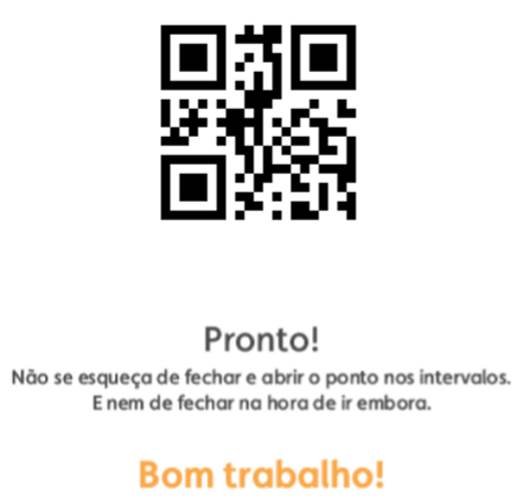 Pronto!
Não se esqueça de fechar e abrir o ponto nos intervalos.
E nem de fechar na hora de ir embora.
Bom trabalho!